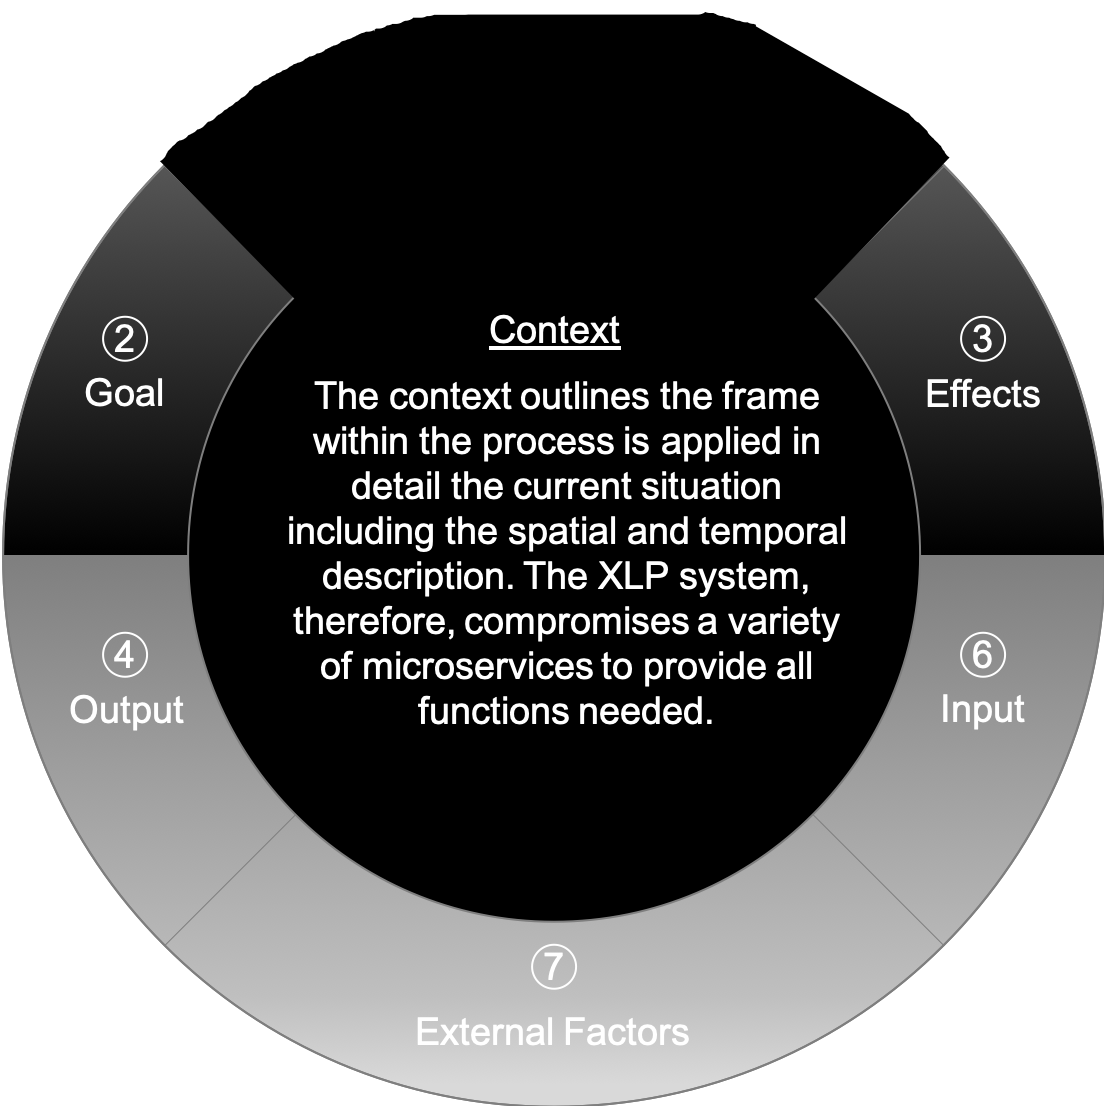 Context
The context outlines the frame
within the process is applied in
detail the current situation
including the spatial and temporal
description. The XLP system,
therefore, compromises a variety
of microservices to provide all
functions needed.
②
Goal
③
Effects
④
Output
⑥
Input
⑦
External Factors